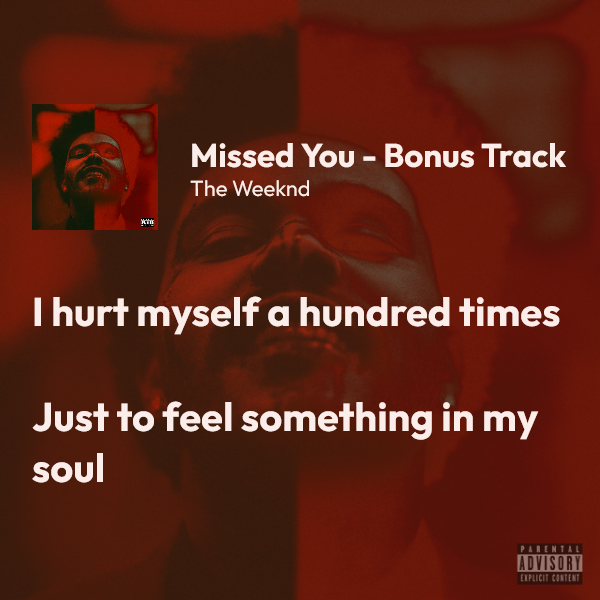 Missed You - Bonus Track
The Weeknd
I hurt myself a hundred times
Just to feel something in my
soul
PARENTAL
ADVISORY
EXPLICIT CONTENT